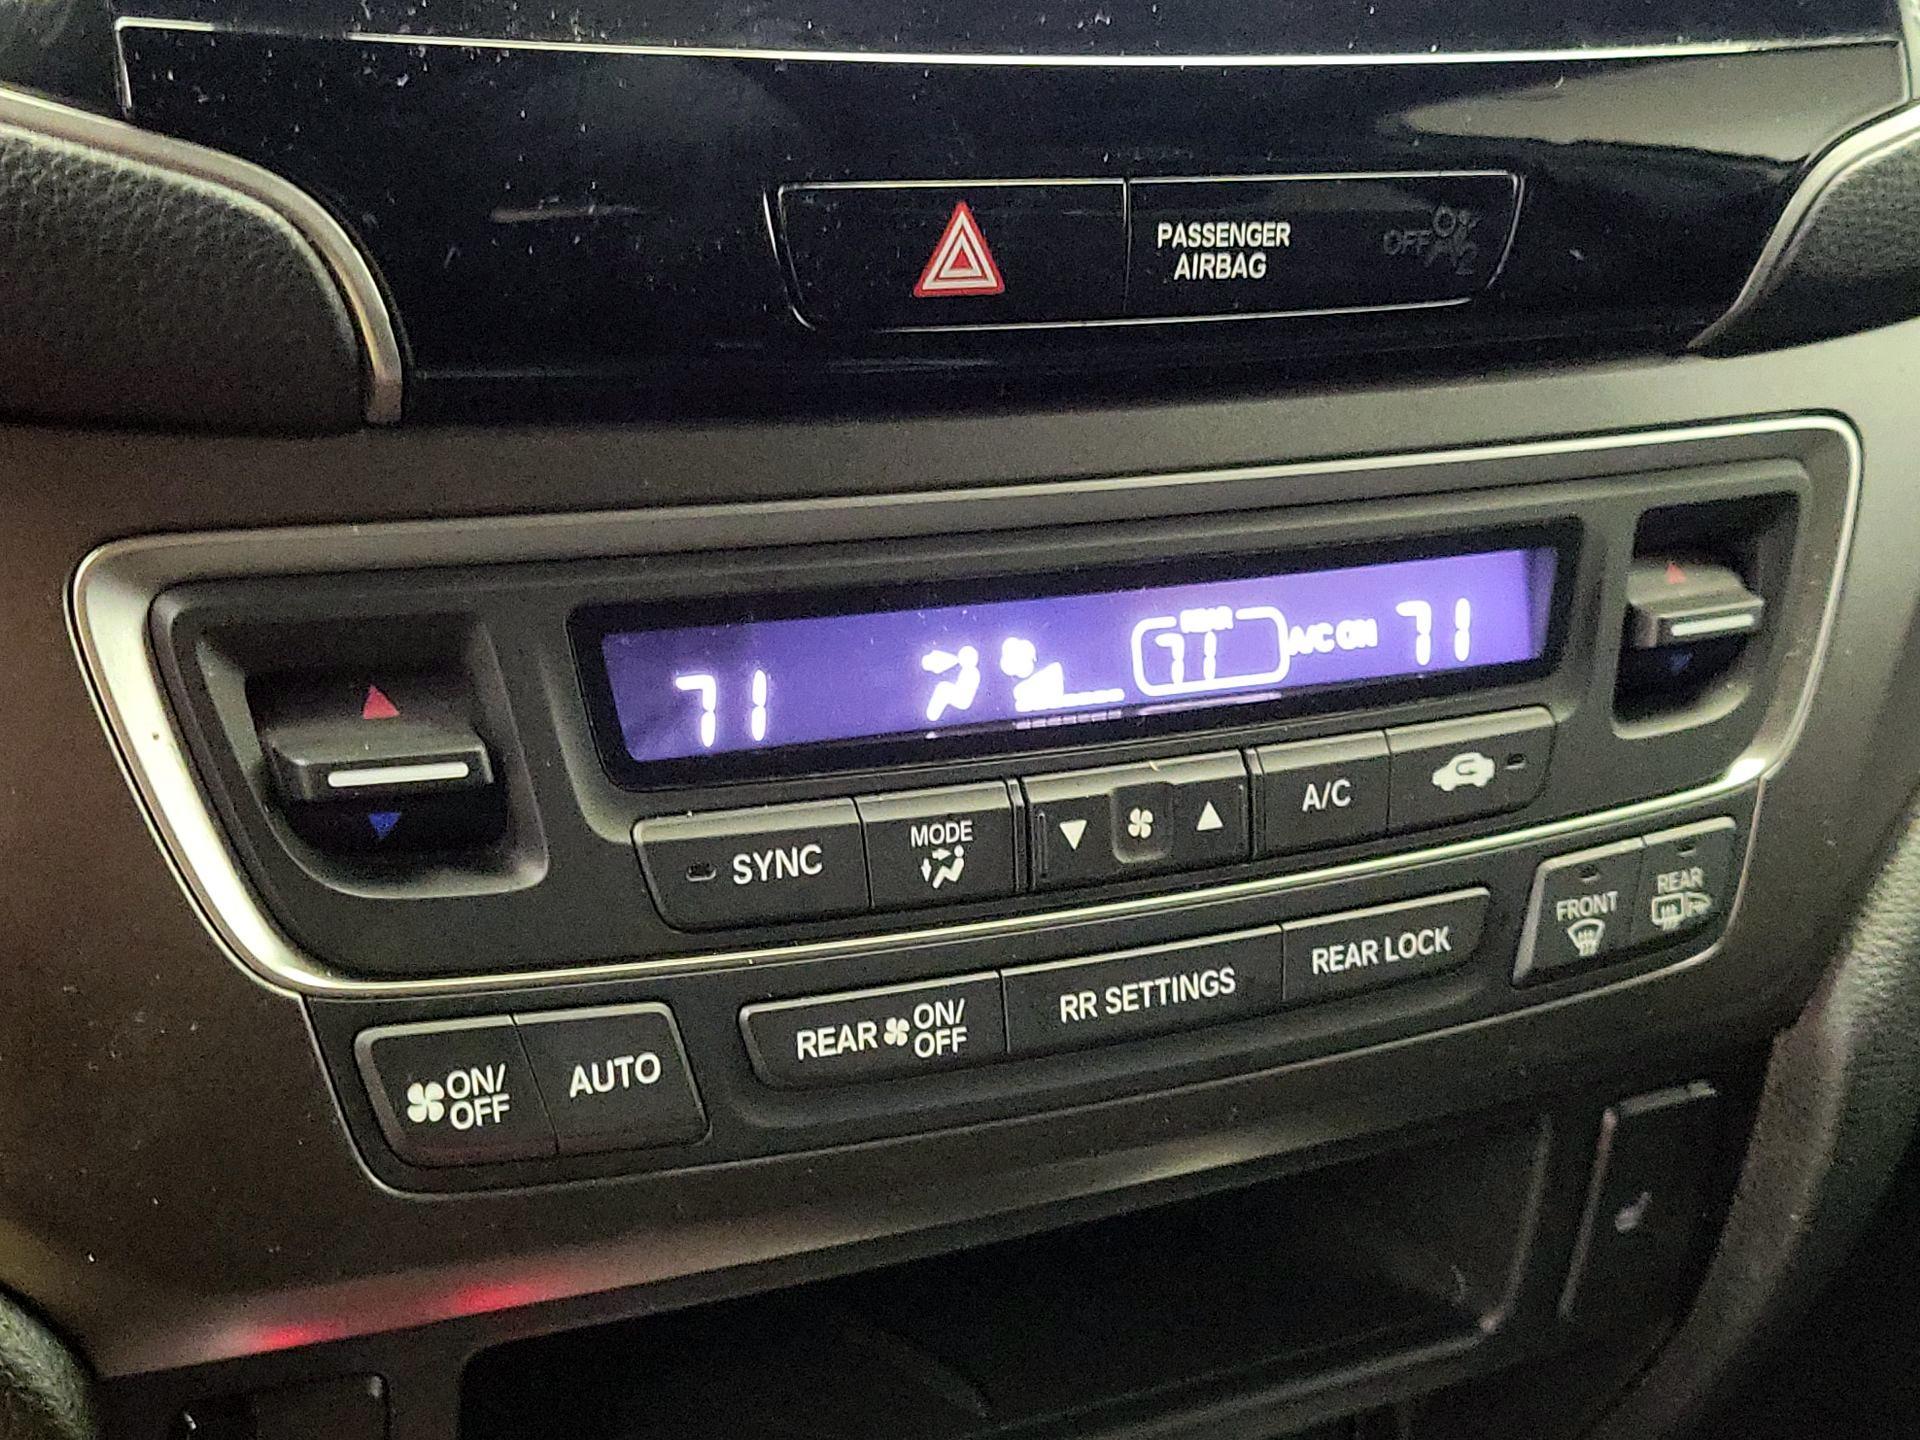 PASSENGER
AIRBAG
OFF
71
REAR
71
A/C ON
71
SYNC
MODE
A/C
FRONT
REAR
ON/
OFF
AUTO
REAR
ON/
OFF
RR SETTINGS
REAR LOCK